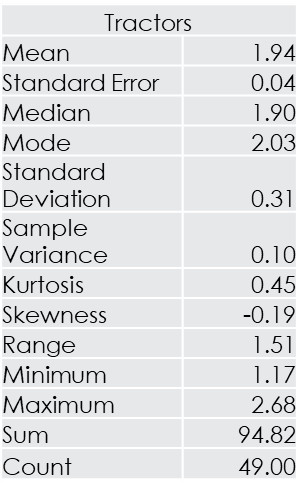 Tractors
Mean 1.94
Standard Error 0.04
Median 1.90
Mode 2.03
Standard
Deviation 0.31
Sample
Variance 0.10
Kurtosis 0.45
Skewness -0.19
Range 1.51
Minimum 1.17
Maximum 2.68
Sum 94.82
Count 49.00